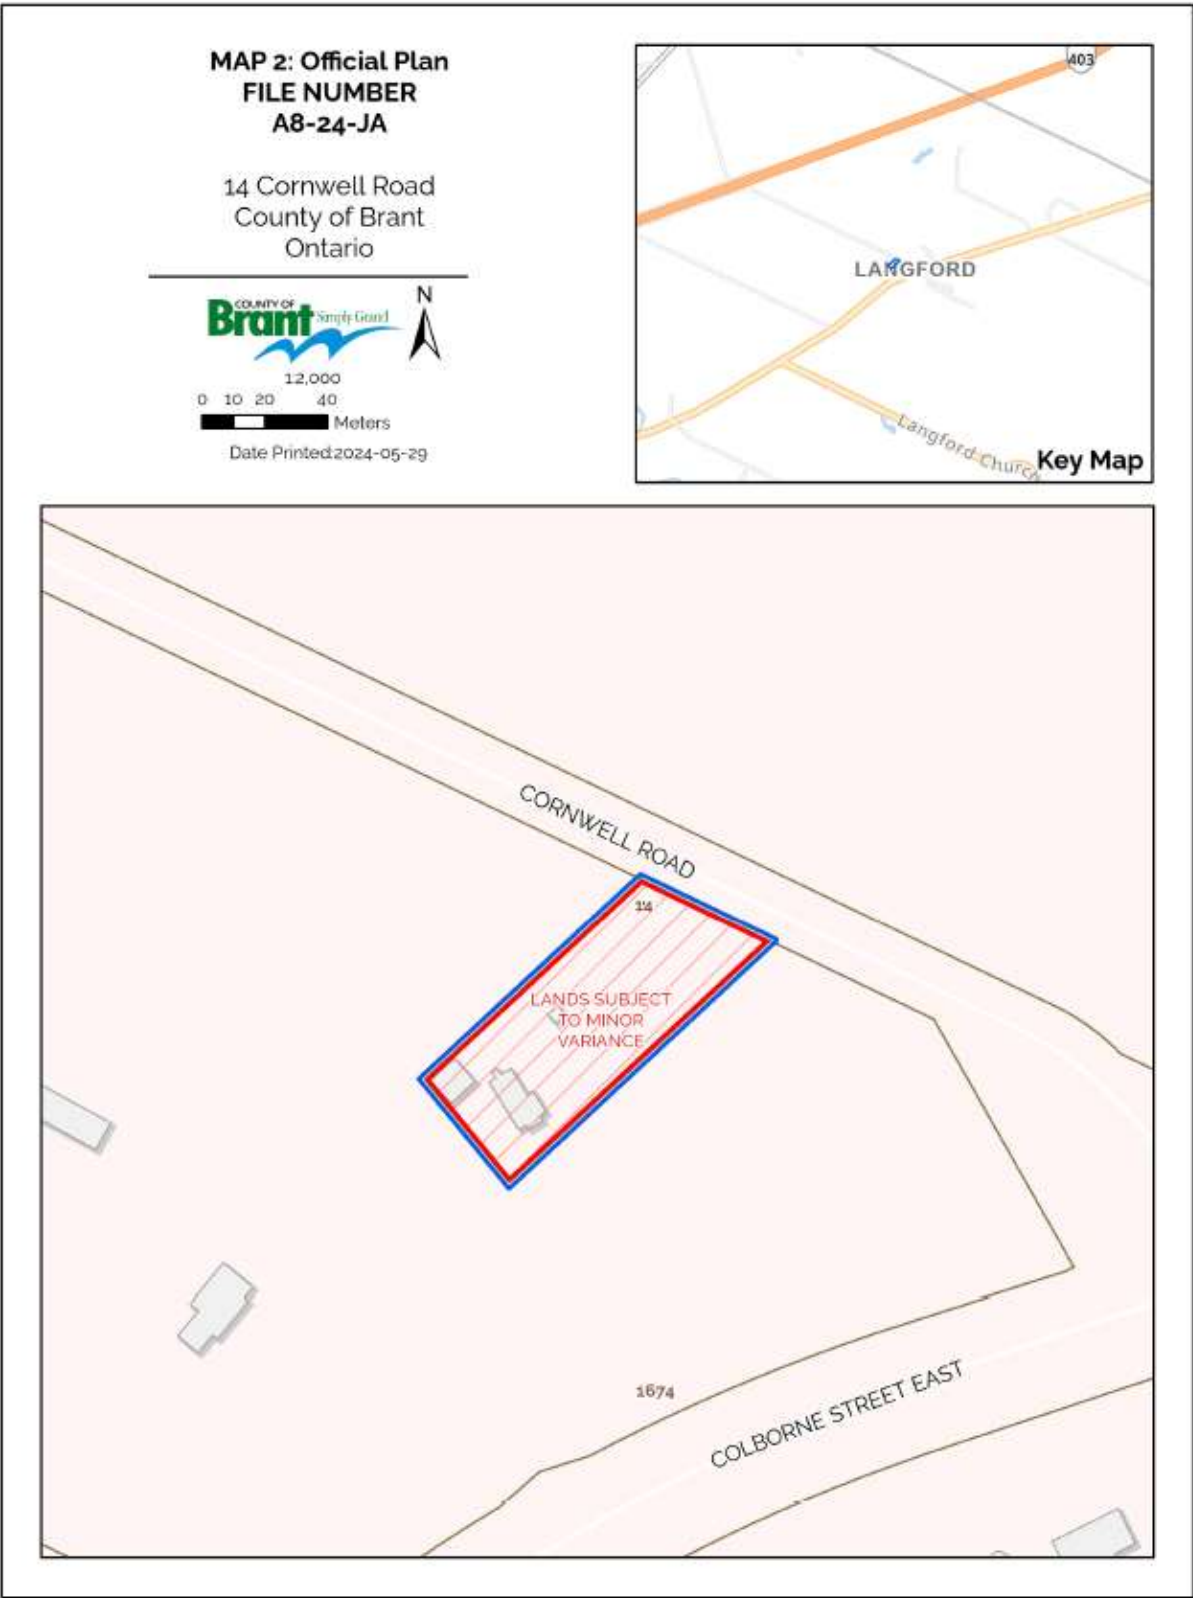 MAP 2: Official Plan
FILE NUMBER
A8-24-JA
14 Cornwell Road
County of Brant
Ontario
COUNTY OF
Brant Simply Grand
N
12,000
0 10 20 40
Meters
Date Printed:2024-05-29
403
LANGFORD
Langford Church
Key Map
CORNWELL ROAD
14
LANDS SUBJECT
TO MINOR
VARIANCE
1674
COLBORNE STREET EAST